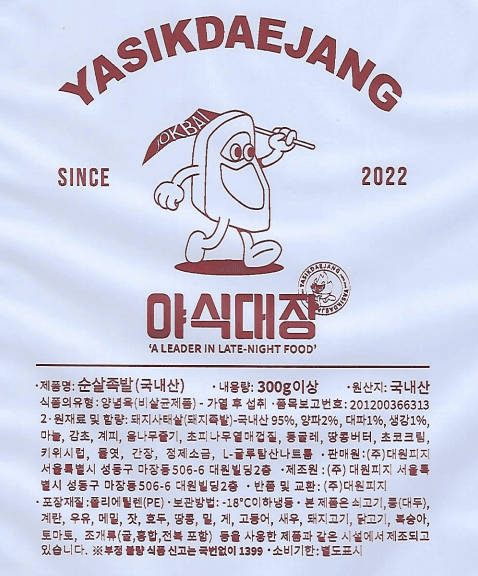 YASIKDAEJANG
JOKBAL
SINCE
2022
YASIKDAEJANG
야식대장
'A LEADER IN LATE-NIGHT FOOD'
·제품명: 순살족발(국내산) ·내용량: 300g이상 ·원산지: 국내산
식품의유형: 양념육(비살균제품) - 가열 후 섭취 ·품목보고번호: 201200366313
2·원재료 및 함량: 돼지사태살(돼지족발)-국내산 95%, 양파2%, 대파1%, 생강1%,
마늘, 감초, 계피, 음나무줄기, 초피나무열매껍질, 둥굴레, 땅콩버터, 초코크림,
키위시럽, 물엿, 간장, 정제소금, L-글루탐산나트륨 ·판매원:(주)대원피지
서울특별시 성동구 마장동506-6 대원빌딩2층 ·제조원:(주) 대원피지 서울특
별시 성동구 마장동506-6 대원빌딩2층 ·반품 및 교환:(주)대원피지
·포장재질:폴리에틸렌(PE)·보관방법: -18℃이하냉동·본 제품은 쇠고기,콩(대두),
계란, 우유, 메밀, 잣, 호두, 땅콩, 밀, 게, 고등어, 새우, 돼지고기, 닭고기, 복숭아,
토마토, 조개류(굴,홍합,전복 포함) 등을 사용한 제품과 같은 시설에서 제조되고
있습니다. ※부정 불량 식품 신고는 국번없이 1399 ·소비기한:별도표시